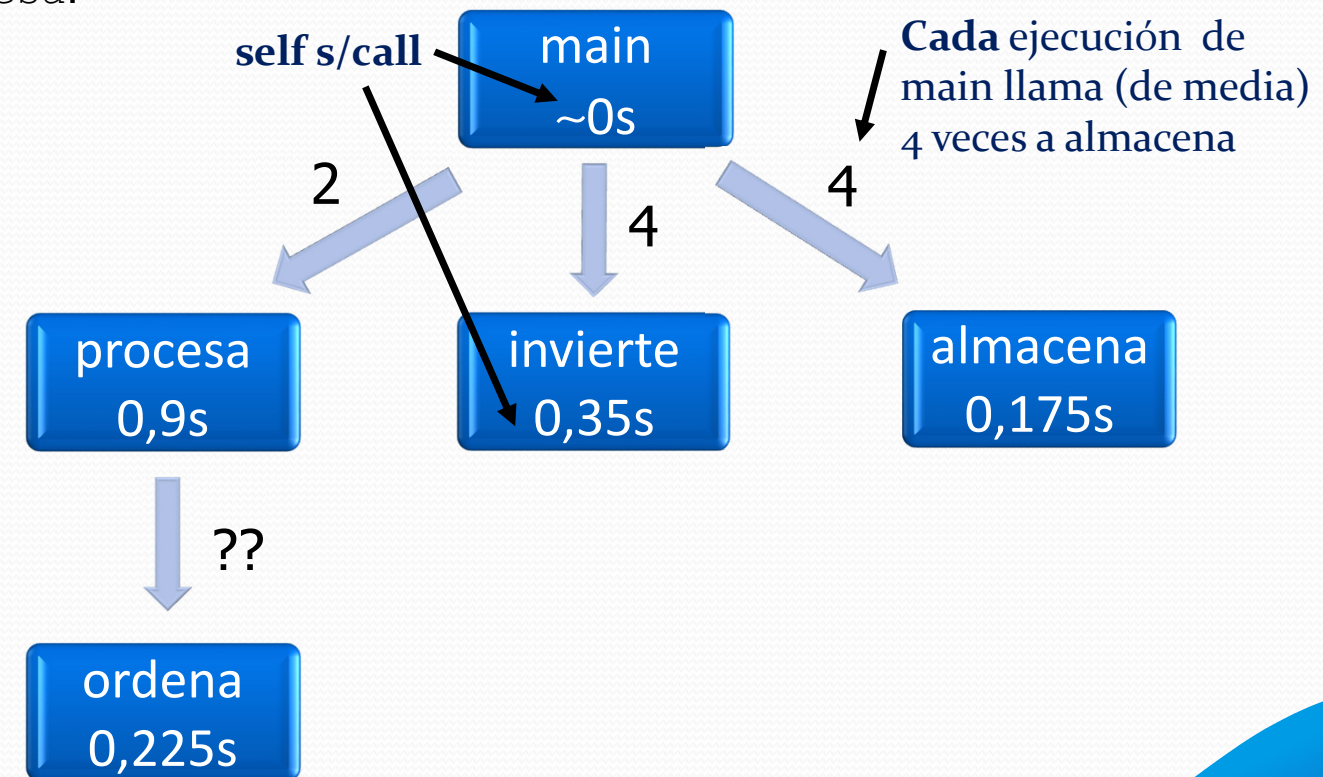 self s/call
main
~0s
Cada ejecución de
main llama (de media)
4 veces a almacena
2
4
4
procesa
0,9s
invierte
0,35s
almacena
0,175s
??
ordena
0,225s